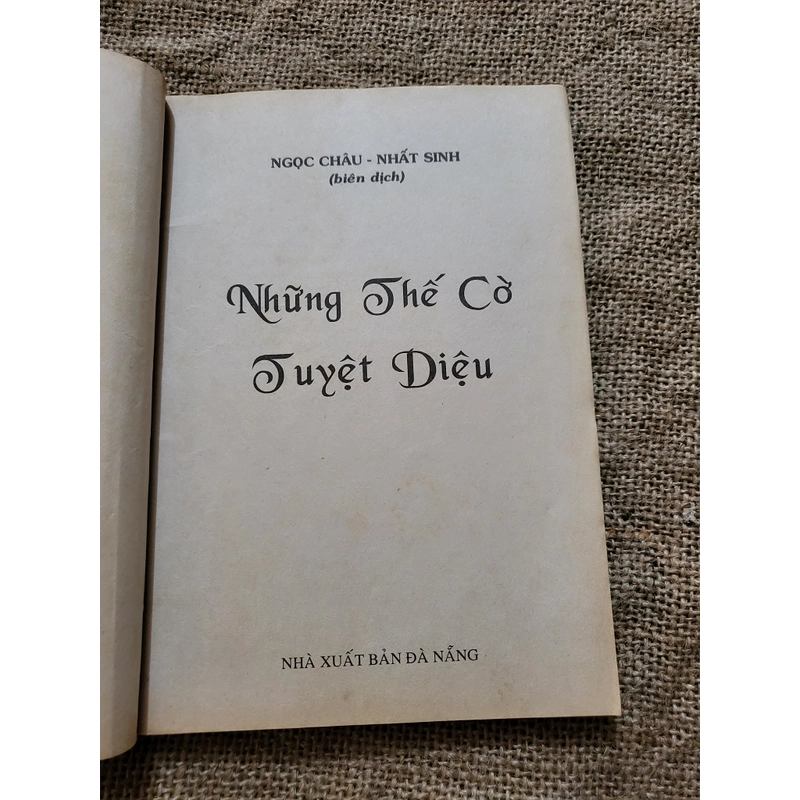 NGỌC CHÂU - NHẤT SINH
(biên dịch)
Những Thế Cờ
Tuyệt Diệu
NHÀ XUẤT BẢN ĐÀ NẴNG